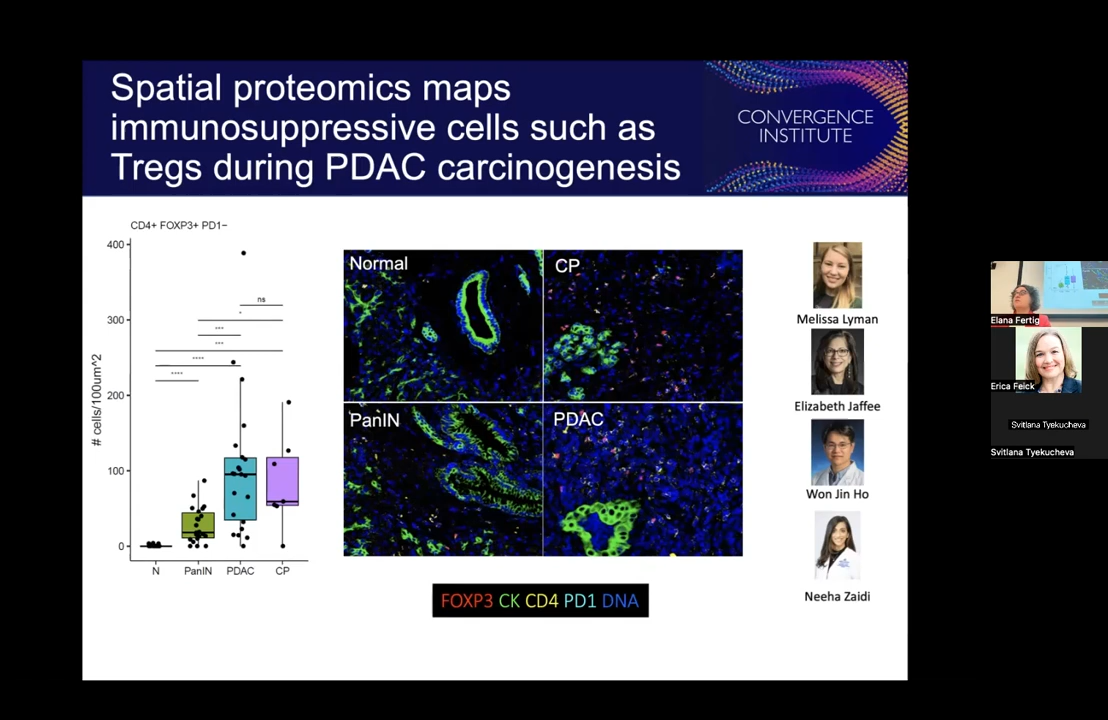 Spatial proteomics maps
immunosuppressive cells such as
Tregs during PDAC carcinogenesis
CONVERGENCE
INSTITUTE
CD4+ FOXP3+ PD1−
# cells/100um^2
400
300
200
100
0
ns
*
***
***
****
****
N PanIN PDAC CP
Normal
CP
PanIN
PDAC
FOXP3 CK CD4 PD1 DNA
Melissa Lyman
Elizabeth Jaffee
Won Jin Ho
Neeha Zaidi
Elana Fertig
Erica Feick
Svitlana Tyekucheva
Svitlana Tyekucheva